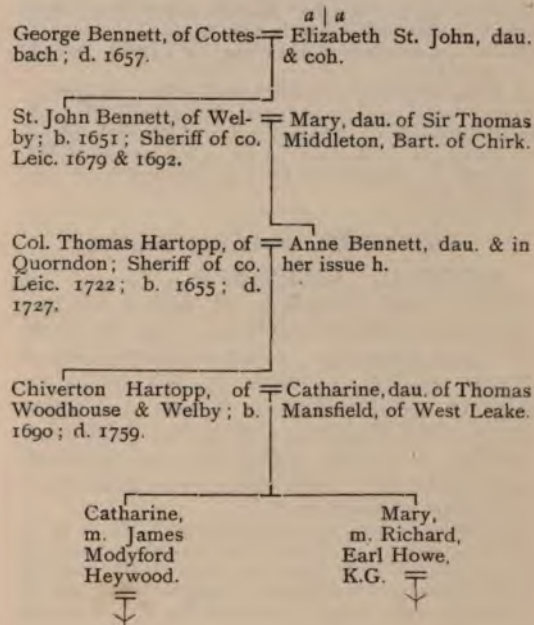 a | a
George Bennett, of Cottes-
bach; d. 1657.
Elizabeth St. John, dau.
& coh.
St. John Bennett, of Wel-
by; b. 1651; Sheriff of co.
Leic. 1679 & 1692.
Mary, dau. of Sir Thomas
Middleton, Bart. of Chirk.
Col. Thomas Hartopp, of
Quorndon; Sheriff of co.
Leic. 1722; b. 1655; d.
1727.
Anne Bennett, dau. & in
her issue h.
Chiverton Hartopp, of
Woodhouse & Welby; b.
1690; d. 1759.
Catharine, dau. of Thomas
Mansfield, of West Leake.
Catharine,
m. James
Modyford
Heywood.
Mary,
m. Richard,
Earl Howe,
K.G.